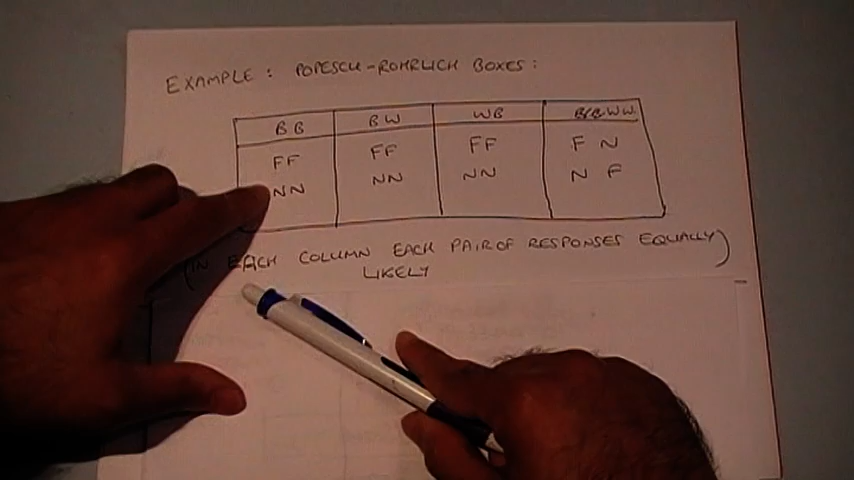 EXAMPLE : POPESCU-ROHRLICH BOXES :
BB BW WB WW
FF FF FF F N
NN NN NN N F
(IN EACH COLUMN EACH PAIR OF RESPONSES EQUALLY)
LIKELY